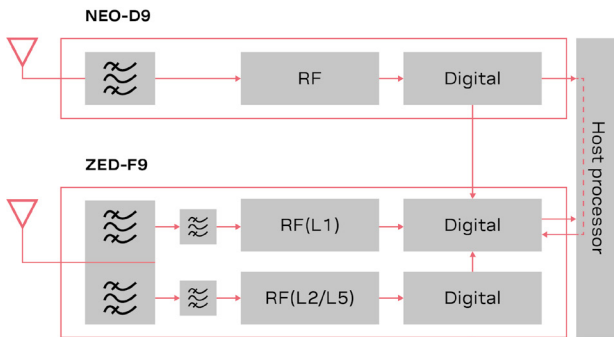 NEO-D9
RF
Digital
Host processor
ZED-F9
RF(L1)
Digital
RF(L2/L5)
Digital